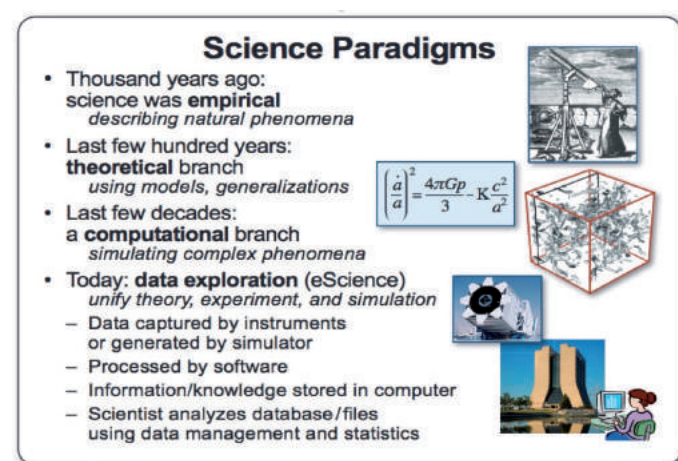 Science Paradigms
• Thousand years ago:
science was empirical
describing natural phenomena
• Last few hundred years:
theoretical branch
using models, generalizations
• Last few decades:
a computational branch
simulating complex phenomena
• Today: data exploration (eScience)
unify theory, experiment, and simulation
– Data captured by instruments
or generated by simulator
– Processed by software
– Information/knowledge stored in computer
– Scientist analyzes database/files
using data management and statistics
(ȧ/a)² = 4πGp/3 - K c²/a²